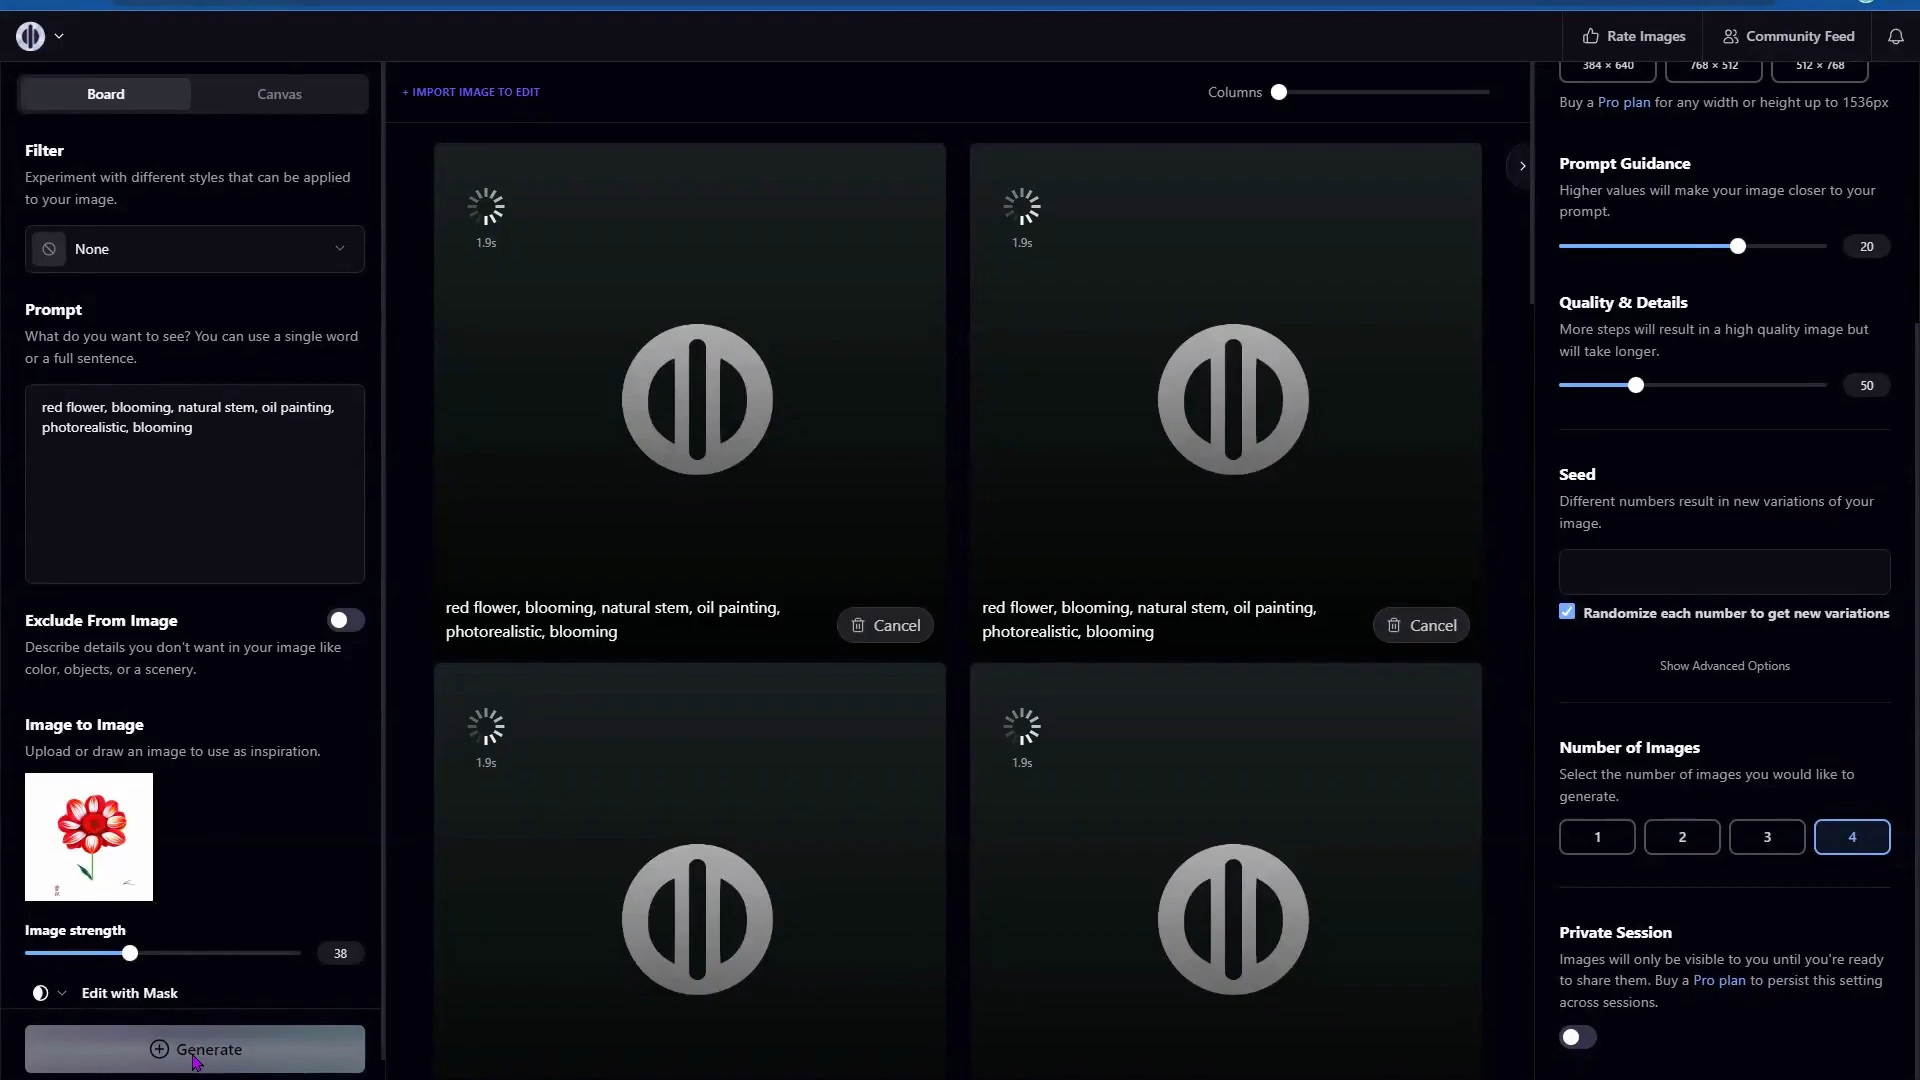 Rate Images
Community Feed
Board
Canvas
+ IMPORT IMAGE TO EDIT
Columns
Filter
Experiment with different styles that can be applied
to your image.
None
Prompt
What do you want to see? You can use a single word
or a full sentence.
red flower, blooming, natural stem, oil painting,
photorealistic, blooming
Exclude From Image
Describe details you don't want in your image like
color, objects, or a scenery.
Image to Image
Upload or draw an image to use as inspiration.
Image strength
38
Edit with Mask
Generate
1.9s
1.9s
red flower, blooming, natural stem, oil painting,
photorealistic, blooming
Cancel
red flower, blooming, natural stem, oil painting,
photorealistic, blooming
Cancel
1.9s
1.9s
384 × 640
768 × 512
512 × 768
Buy a Pro plan for any width or height up to 1536px
Prompt Guidance
Higher values will make your image closer to your
prompt.
20
Quality & Details
More steps will result in a high quality image but
will take longer.
50
Seed
Different numbers result in new variations of your
image.
Randomize each number to get new variations
Show Advanced Options
Number of Images
Select the number of images you would like to
generate.
1
2
3
4
Private Session
Images will only be visible to you until you're ready
to share them. Buy a Pro plan to persist this setting
across sessions.